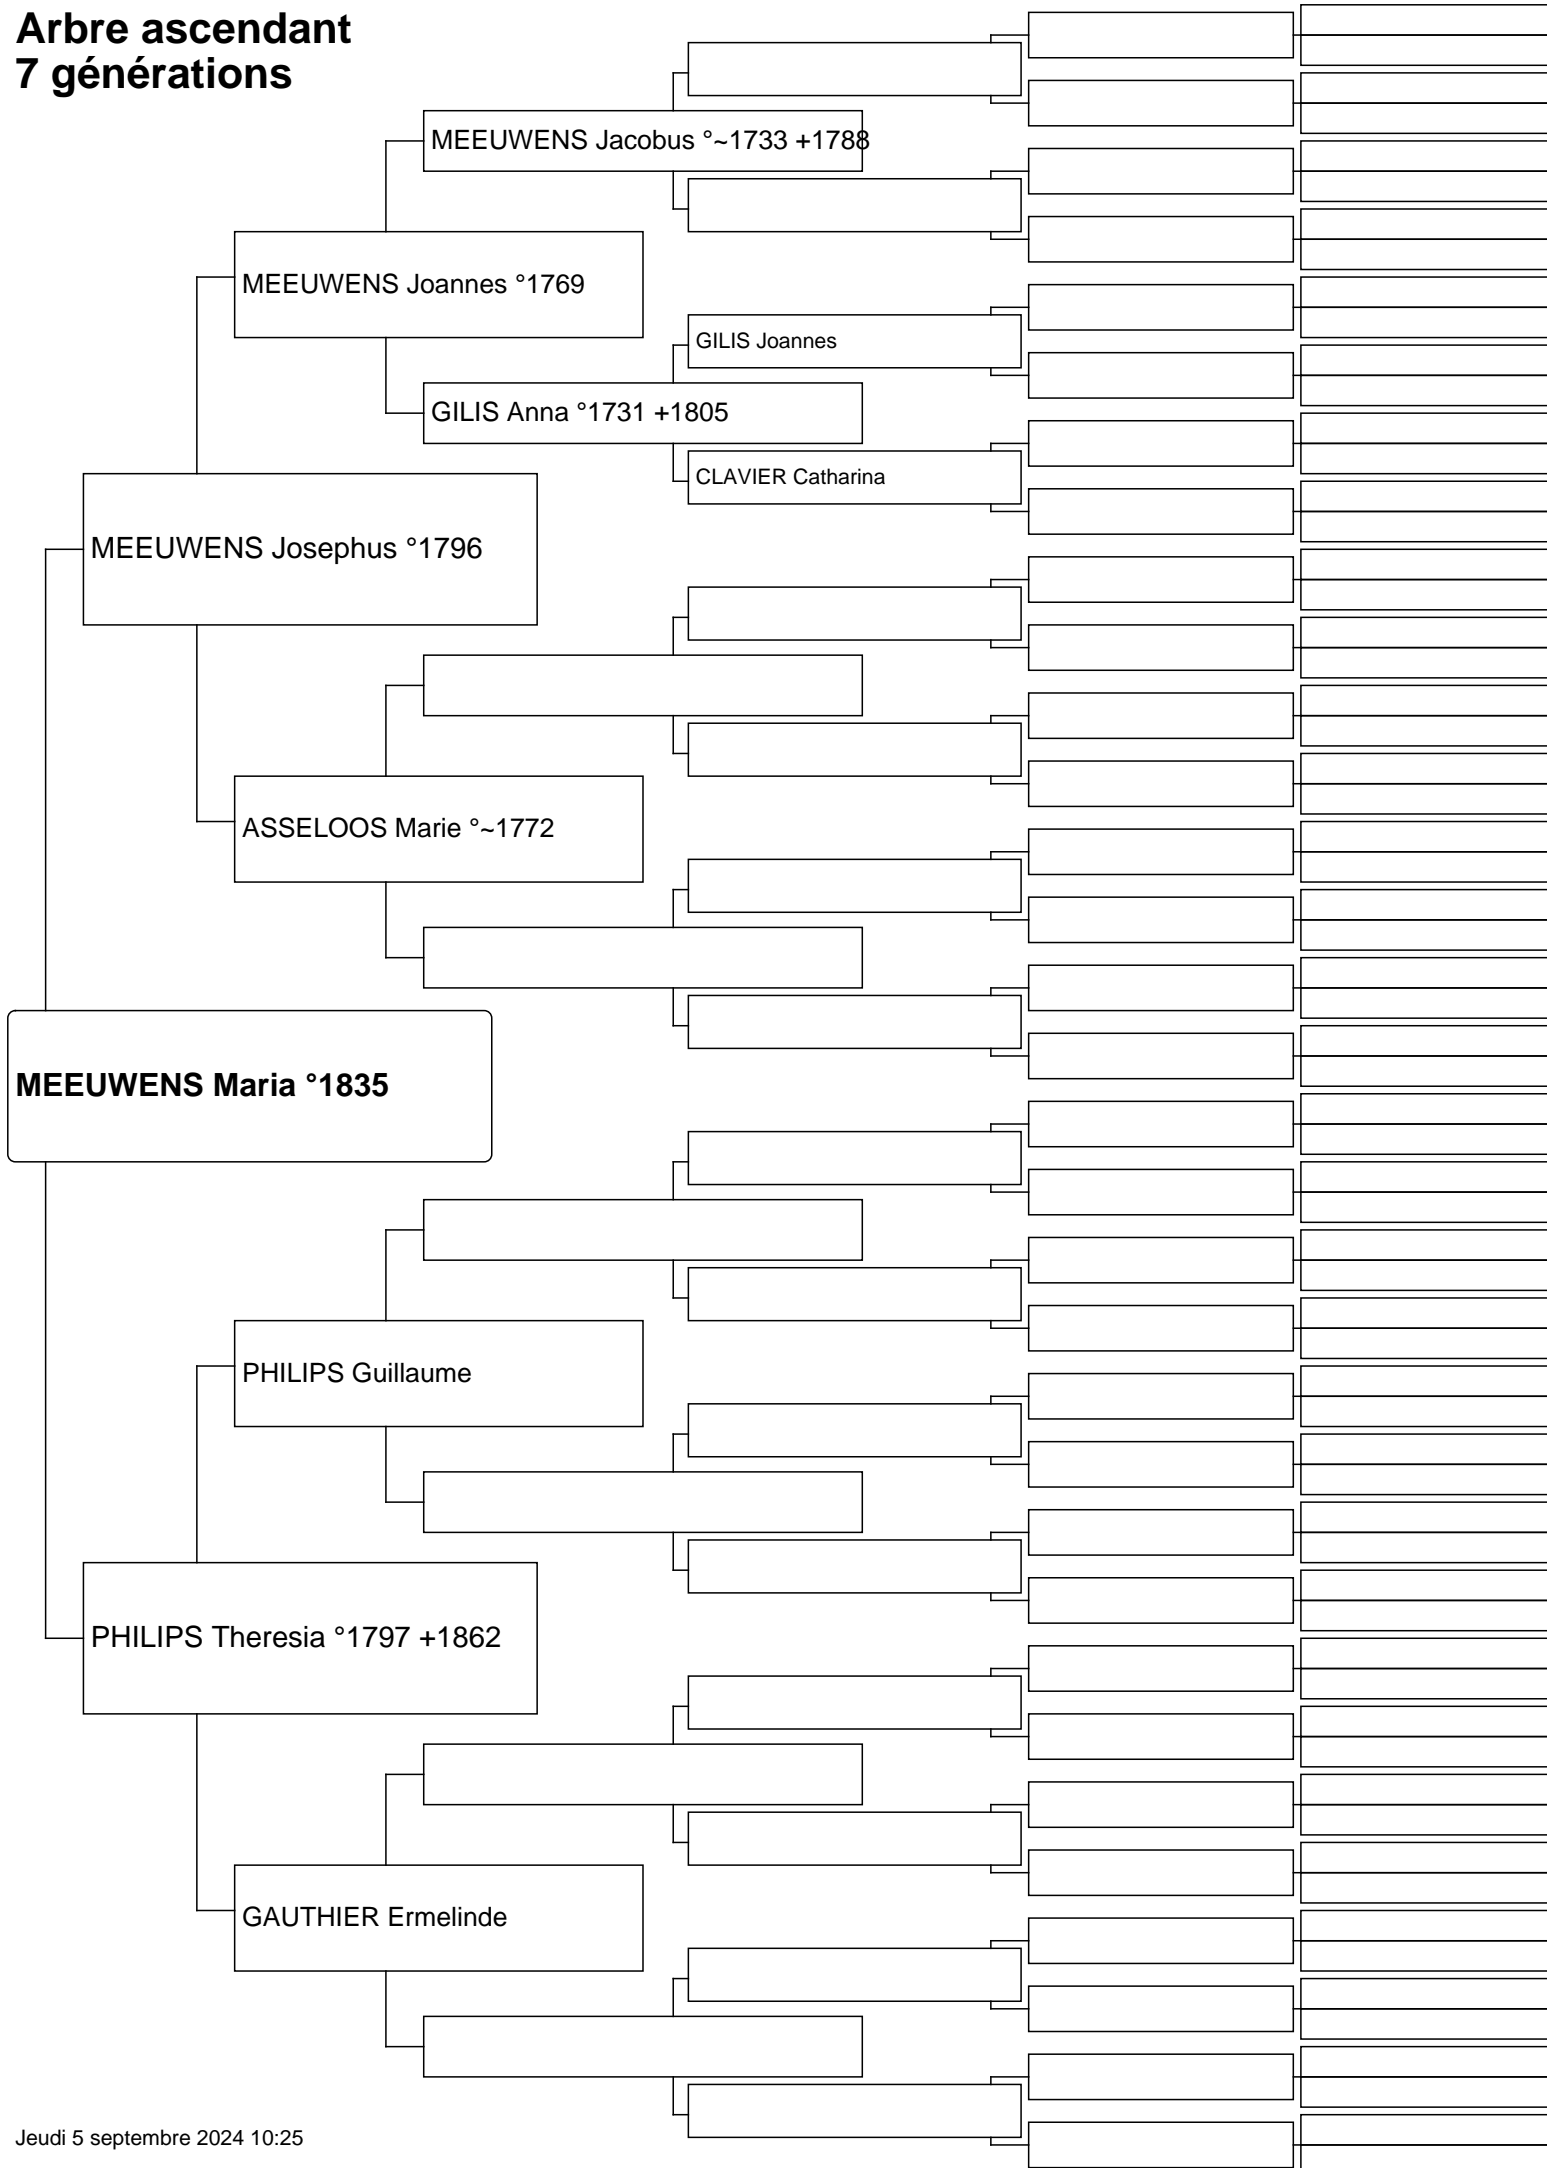 Arbre ascendant
7 générations
MEEUWENS Jacobus °~1733 +1788
MEEUWENS Joannes °1769
GILIS Joannes
GILIS Anna °1731 +1805
CLAVIER Catharina
MEEUWENS Josephus °1796
ASSELOOS Marie °~1772
MEEUWENS Maria °1835
PHILIPS Guillaume
PHILIPS Theresia °1797 +1862
GAUTHIER Ermelinde
Jeudi 5 septembre 2024 10:25